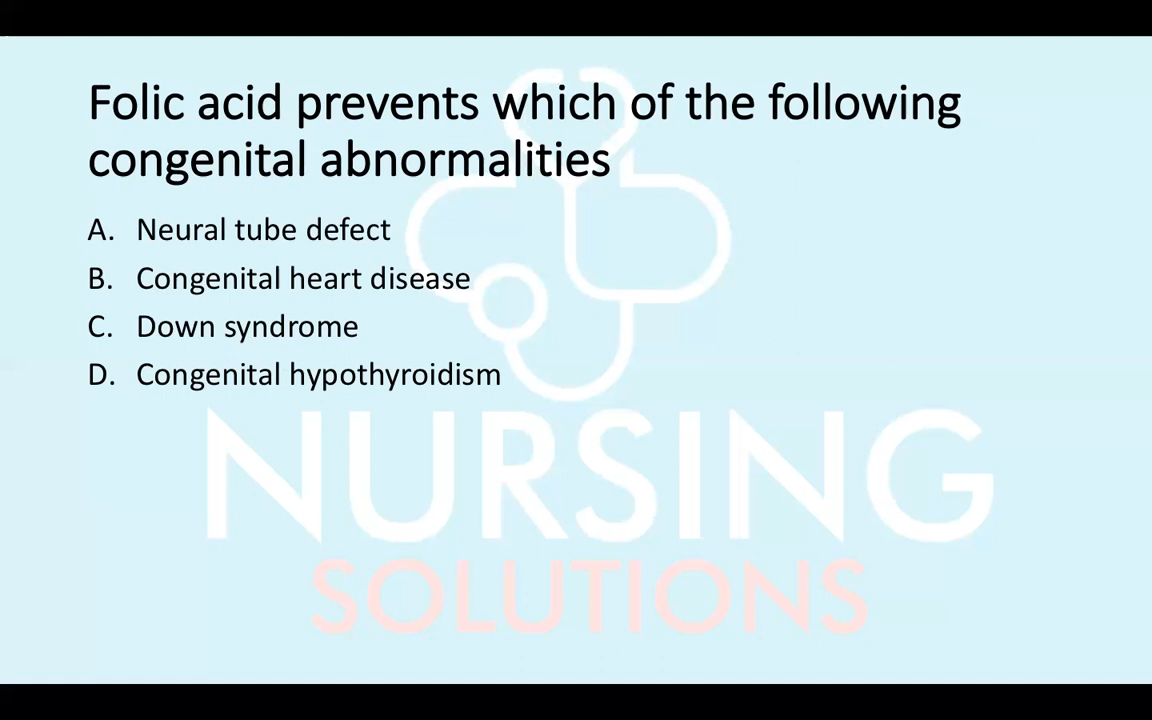 Folic acid prevents which of the following
congenital abnormalities
A. Neural tube defect
B. Congenital heart disease
C. Down syndrome
D. Congenital hypothyroidism
NURSING
SOLUTIONS